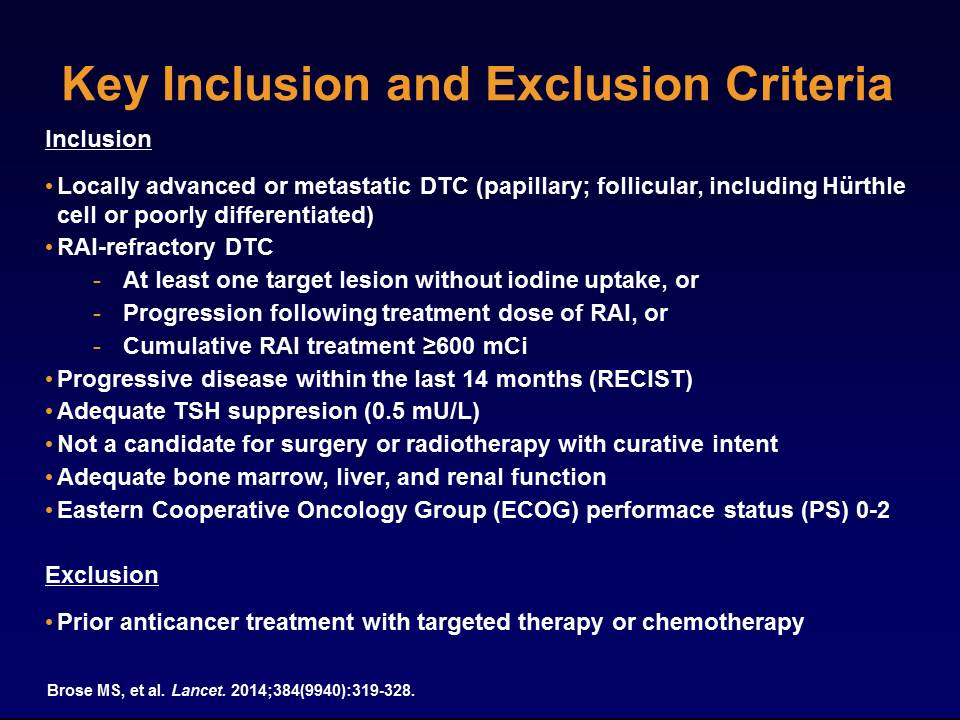 Key Inclusion and Exclusion Criteria
Inclusion
• Locally advanced or metastatic DTC (papillary; follicular, including Hürthle
cell or poorly differentiated)
• RAI-refractory DTC
- At least one target lesion without iodine uptake, or
- Progression following treatment dose of RAI, or
- Cumulative RAI treatment ≥600 mCi
• Progressive disease within the last 14 months (RECIST)
• Adequate TSH suppresion (0.5 mU/L)
• Not a candidate for surgery or radiotherapy with curative intent
• Adequate bone marrow, liver, and renal function
• Eastern Cooperative Oncology Group (ECOG) performace status (PS) 0-2
Exclusion
• Prior anticancer treatment with targeted therapy or chemotherapy
Brose MS, et al. Lancet. 2014;384(9940):319-328.